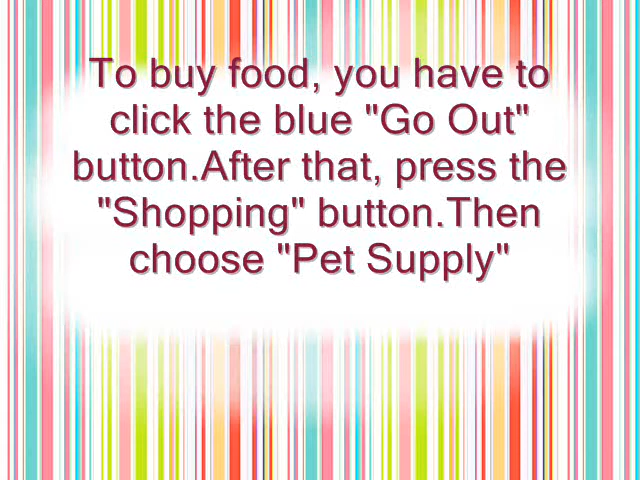 To buy food, you have to
click the blue "Go Out"
button.After that, press the
"Shopping" button.Then
choose "Pet Supply"